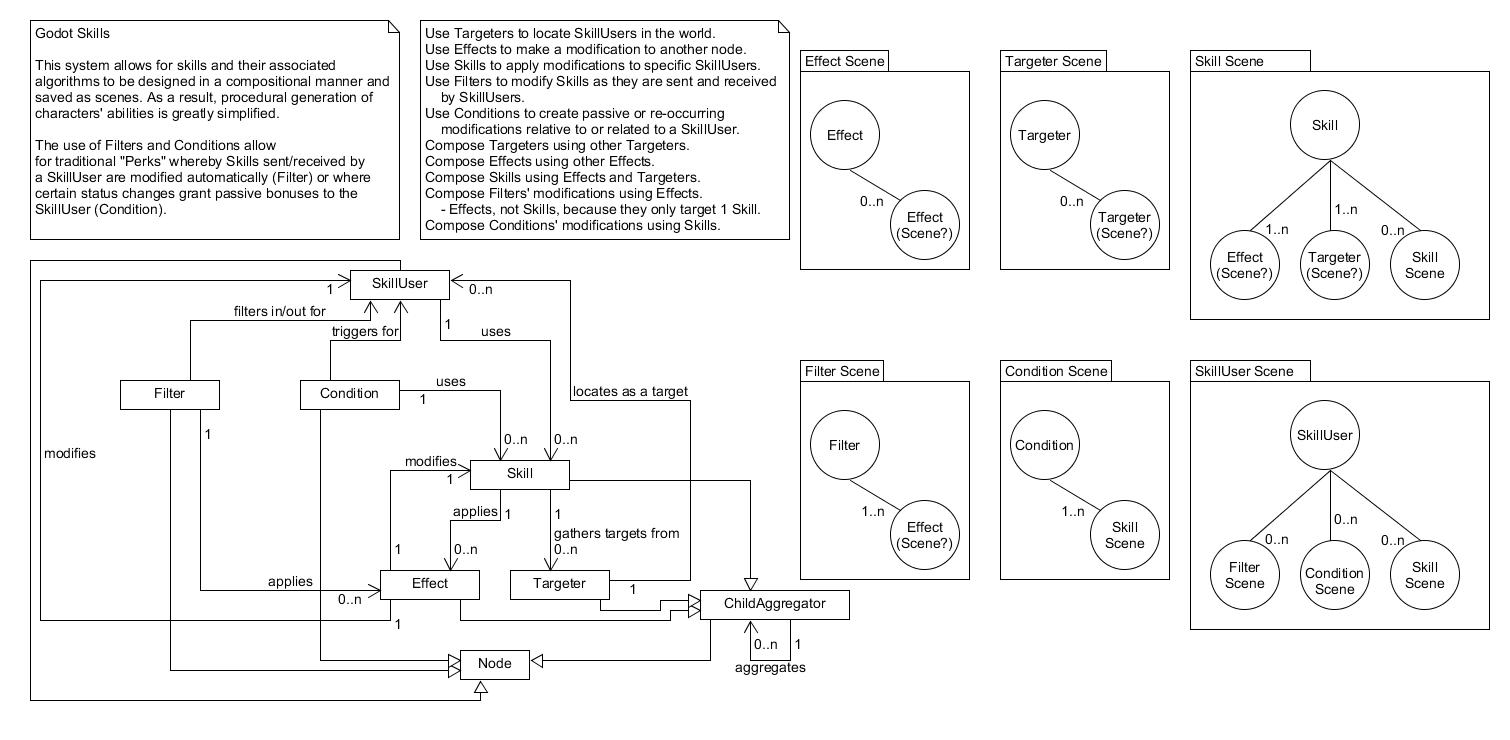 Godot Skills
This system allows for skills and their associated
algorithms to be designed in a compositional manner and
saved as scenes. As a result, procedural generation of
characters' abilities is greatly simplified.
The use of Filters and Conditions allow
for traditional "Perks" whereby Skills sent/received by
a SkillUser are modified automatically (Filter) or where
certain status changes grant passive bonuses to the
SkillUser (Condition).
Use Targeters to locate SkillUsers in the world.
Use Effects to make a modification to another node.
Use Skills to apply modifications to specific SkillUsers.
Use Filters to modify Skills as they are sent and received
by SkillUsers.
Use Conditions to create passive or re-occurring
modifications relative to or related to a SkillUser.
Compose Targeters using other Targeters.
Compose Effects using other Effects.
Compose Skills using Effects and Targeters.
Compose Filters' modifications using Effects.
- Effects, not Skills, because they only target 1 Skill.
Compose Conditions' modifications using Skills.
Effect Scene
Effect
0..n
Effect
(Scene?)
Targeter Scene
Targeter
0..n
Targeter
(Scene?)
Skill Scene
Skill
1..n
1..n
0..n
Effect
(Scene?)
Targeter
(Scene?)
Skill
Scene
SkillUser
1
0..n
filters in/out for
triggers for
1
uses
Filter
Condition
uses
1
locates as a target
1
0..n
0..n
modifies
modifies
1
Skill
applies
1
1
gathers targets from
1
0..n
0..n
applies
0..n
Effect
Targeter
1
1
ChildAggregator
0..n
1
aggregates
Node
Filter Scene
Filter
1..n
Effect
(Scene?)
Condition Scene
Condition
1..n
Skill
Scene
SkillUser Scene
SkillUser
0..n
0..n
0..n
Filter
Scene
Condition
Scene
Skill
Scene